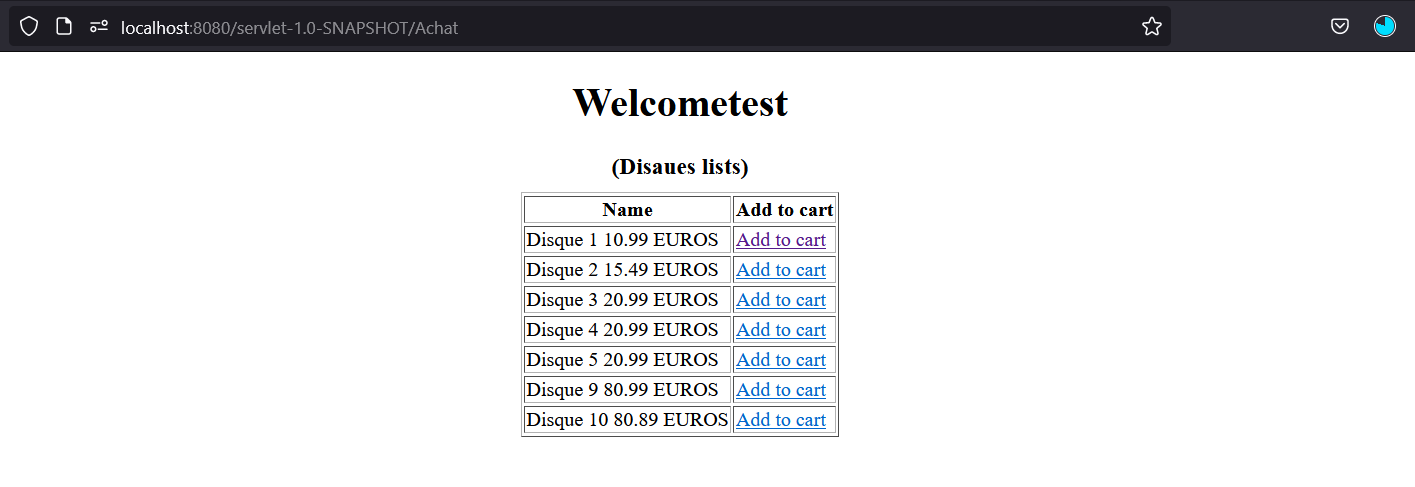 localhost:8080/servlet-1.0-SNAPSHOT/Achat
Welcometest
(Disaues lists)
Name Add to cart
Disque 1 10.99 EUROS Add to cart
Disque 2 15.49 EUROS Add to cart
Disque 3 20.99 EUROS Add to cart
Disque 4 20.99 EUROS Add to cart
Disque 5 20.99 EUROS Add to cart
Disque 9 80.99 EUROS Add to cart
Disque 10 80.89 EUROS Add to cart